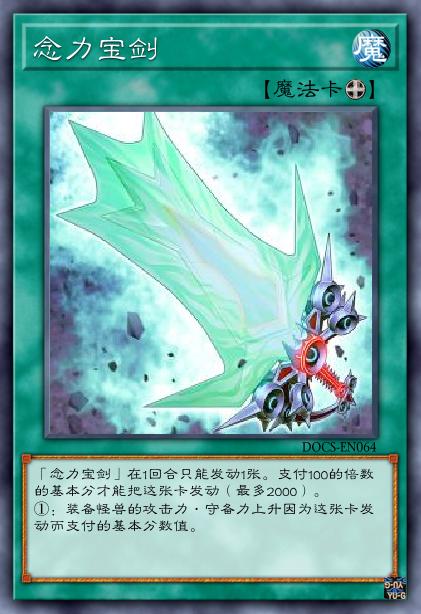 念力宝剑
魔
【魔法卡】
DOCS-EN064
「念力宝剑」在1回合只能发动1张。支付100的倍数
的基本分才能把这张卡发动（最多2000）。
①：装备怪兽的攻击力·守备力上升因为这张卡发
动而支付的基本分数值。